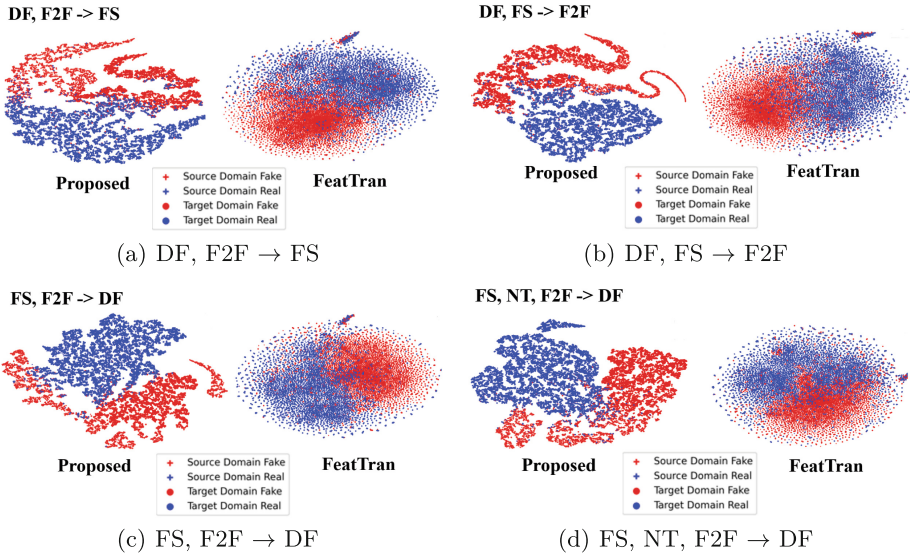 DF, F2F -> FS
Proposed
FeatTran
Source Domain Fake
Source Domain Real
Target Domain Fake
Target Domain Real
(a) DF, F2F → FS
DF, FS -> F2F
Proposed
FeatTran
Source Domain Fake
Source Domain Real
Target Domain Fake
Target Domain Real
(b) DF, FS → F2F
FS, F2F -> DF
Proposed
FeatTran
Source Domain Fake
Source Domain Real
Target Domain Fake
Target Domain Real
(c) FS, F2F → DF
FS, NT, F2F -> DF
Proposed
FeatTran
Source Domain Fake
Source Domain Real
Target Domain Fake
Target Domain Real
(d) FS, NT, F2F → DF